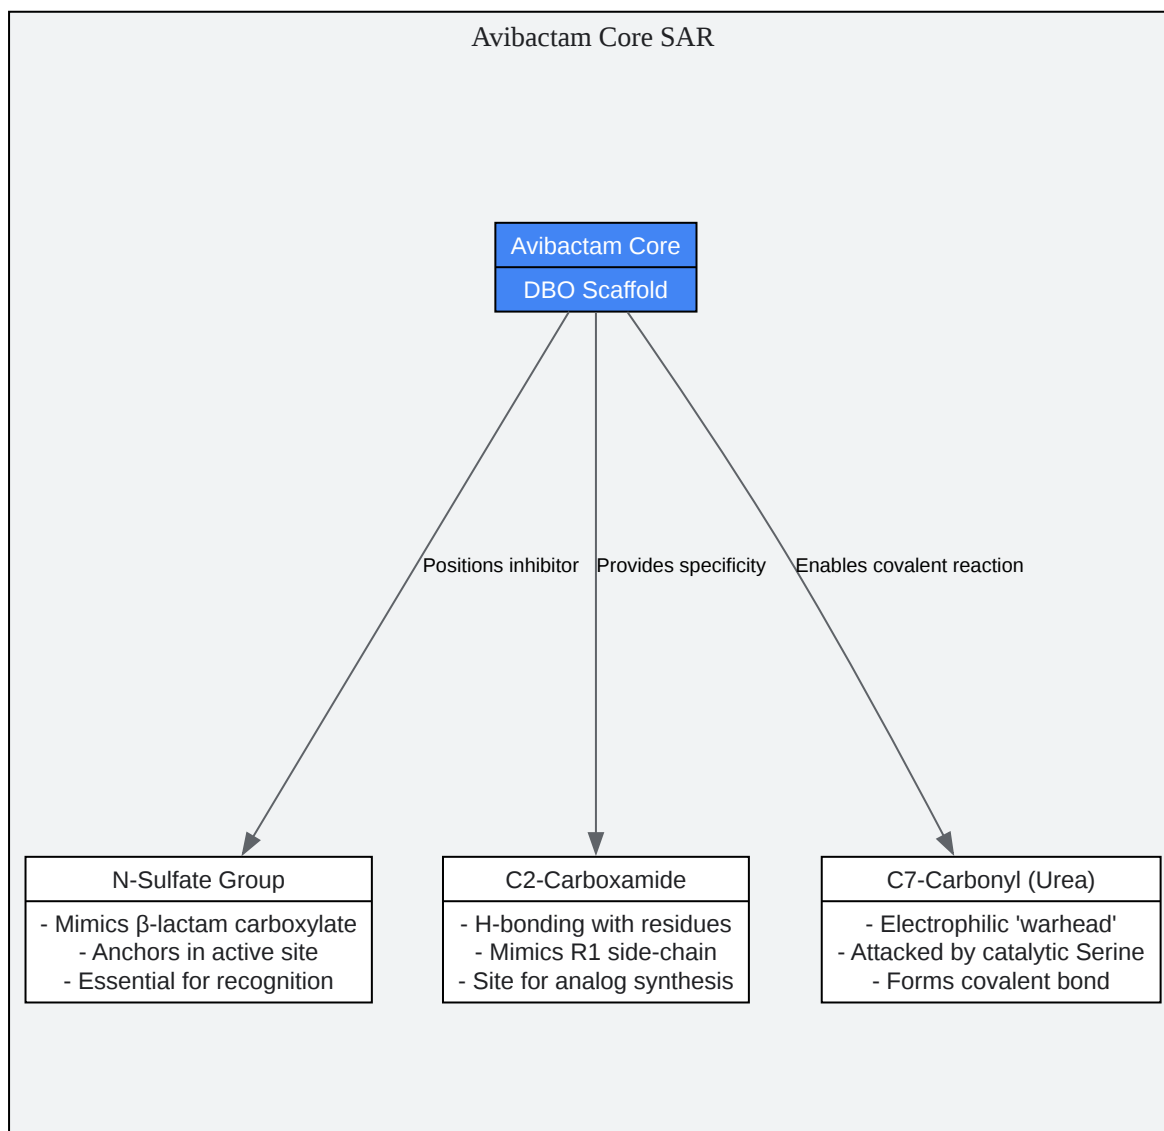 Avibactam Core SAR
Avibactam Core
DBO Scaffold
Positions inhibitor
Provides specificity
Enables covalent reaction
N-Sulfate Group
- Mimics β-lactam carboxylate
- Anchors in active site
- Essential for recognition
C2-Carboxamide
- H-bonding with residues
- Mimics R1 side-chain
- Site for analog synthesis
C7-Carbonyl (Urea)
- Electrophilic 'warhead'
- Attacked by catalytic Serine
- Forms covalent bond